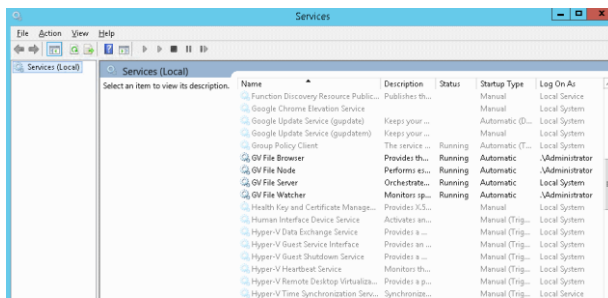 Services
File Action View Help
Services (Local)
Services (Local)
Select an item to view its description.
Name Description Status Startup Type Log On As
Function Discovery Resource Public... Publishes th... Manual Local Service
Google Chrome Elevation Service Manual Local System
Google Update Service (gupdate) Keeps your ... Automatic (D... Local System
Google Update Service (gupdatem) Keeps your ... Manual Local System
Group Policy Client The service ... Running Automatic (T... Local System
GV File Browser Provides th... Running Automatic .\Administrator
GV File Node Performs es... Running Automatic .\Administrator
GV File Server Orchestrate... Running Automatic Local System
GV File Watcher Monitors sp... Running Automatic .\Administrator
Health Key and Certificate Manage... Provides X.5... Manual Local System
Human Interface Device Service Activates an... Manual (Trig... Local System
Hyper-V Data Exchange Service Provides a ... Manual (Trig... Local System
Hyper-V Guest Service Interface Provides an ... Manual (Trig... Local System
Hyper-V Guest Shutdown Service Provides a ... Manual (Trig... Local System
Hyper-V Heartbeat Service Monitors th... Manual (Trig... Local System
Hyper-V Remote Desktop Virtualiza... Provides a p... Manual (Trig... Local System
Hyper-V Time Synchronization Serv... Synchronize... Manual (Trig... Local Service